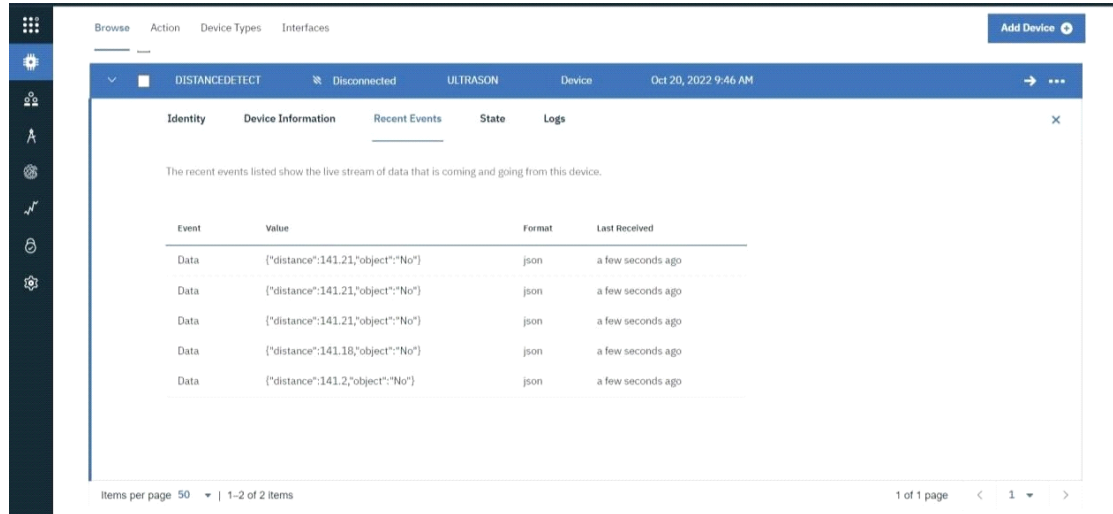 Browse Action Device Types Interfaces Add Device
DISTANCEDETECT Disconnected ULTRASON Device Oct 20, 2022 9:46 AM
Identity Device Information Recent Events State Logs
The recent events listed show the live stream of data that is coming and going from this device.
Event Value Format Last Received
Data {"distance":141.21,"object":"No"} json a few seconds ago
Data {"distance":141.21,"object":"No"} json a few seconds ago
Data {"distance":141.21,"object":"No"} json a few seconds ago
Data {"distance":141.18,"object":"No"} json a few seconds ago
Data {"distance":141.2,"object":"No"} json a few seconds ago
Items per page 50 | 1–2 of 2 items 1 of 1 page 1